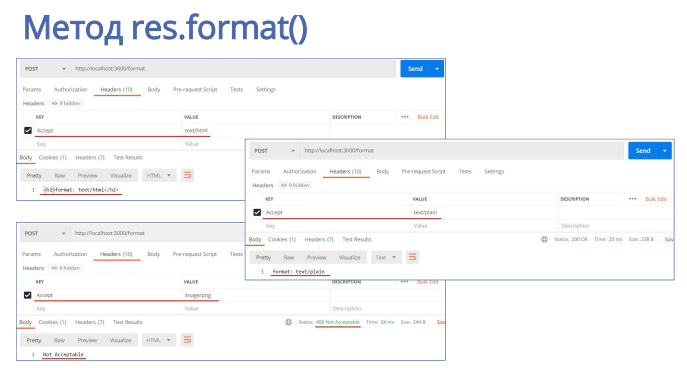 Метод res.format()
POST http://localhost:3000/format Send
Params Authorization Headers (10) Body Pre-request Script Tests Settings
Headers 9 hidden
KEY VALUE DESCRIPTION ••• Bulk Edit
Accept text/html
Key Value
Body Cookies (1) Headers (7) Test Results
Pretty Raw Preview Visualize HTML
1 <h2>format: text/html</h2>
POST http://localhost:3000/format Send
Params Authorization Headers (10) Body Pre-request Script Tests Settings
Headers 9 hidden
KEY VALUE DESCRIPTION ••• Bulk Edit
Accept text/plain
Key Value Description
Body Cookies (1) Headers (7) Test Results Status: 200 OK Time: 25 ms Size: 238 B Sav
Pretty Raw Preview Visualize Text
1 format: text/plain
POST http://localhost:3000/format
Params Authorization Headers (10) Body Pre-request Script Tests
Headers 9 hidden
KEY VALUE DESCRIPTION ••• Bulk Edit
Accept image/png
Key Value Description
Body Cookies (1) Headers (7) Test Results Status: 406 Not Acceptable Time: 24 ms Size: 244 B Sav
Pretty Raw Preview Visualize HTML
1 Not Acceptable